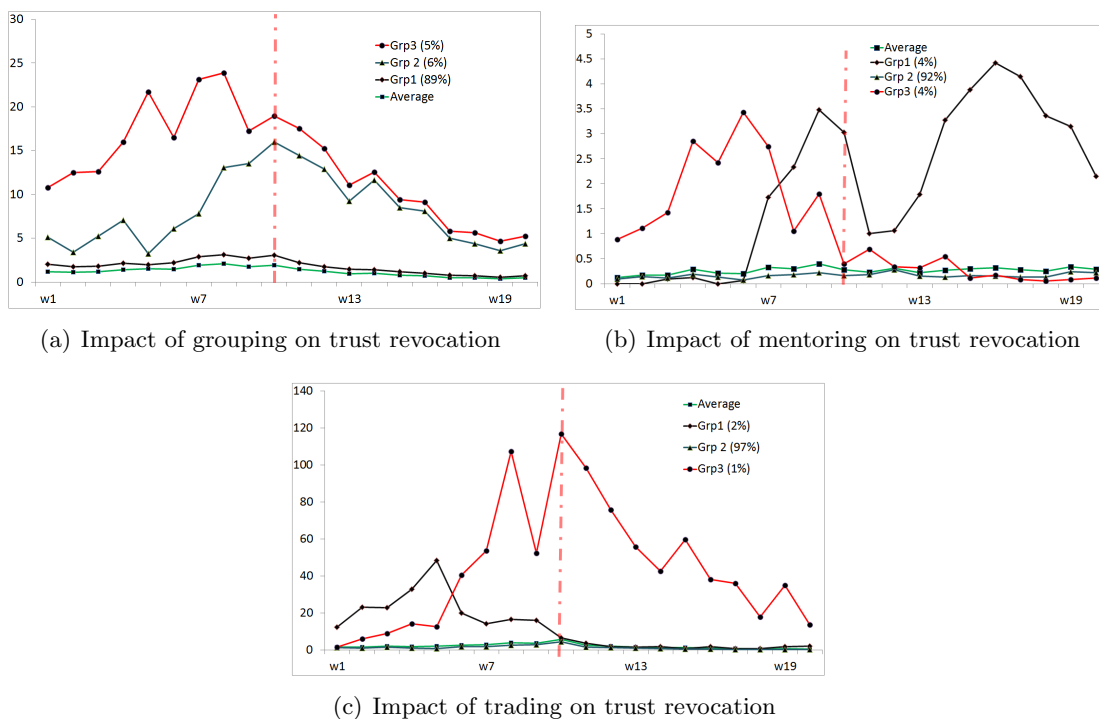 30
25
20
15
10
5
0
w1 w7 w13 w19
Grp3 (5%)
Grp 2 (6%)
Grp1 (89%)
Average
(a) Impact of grouping on trust revocation
5
4.5
4
3.5
3
2.5
2
1.5
1
0.5
0
w1 w7 w13 w19
Average
Grp1 (4%)
Grp 2 (92%)
Grp3 (4%)
(b) Impact of mentoring on trust revocation
140
120
100
80
60
40
20
0
w1 w7 w13 w19
Average
Grp1 (2%)
Grp 2 (97%)
Grp3 (1%)
(c) Impact of trading on trust revocation